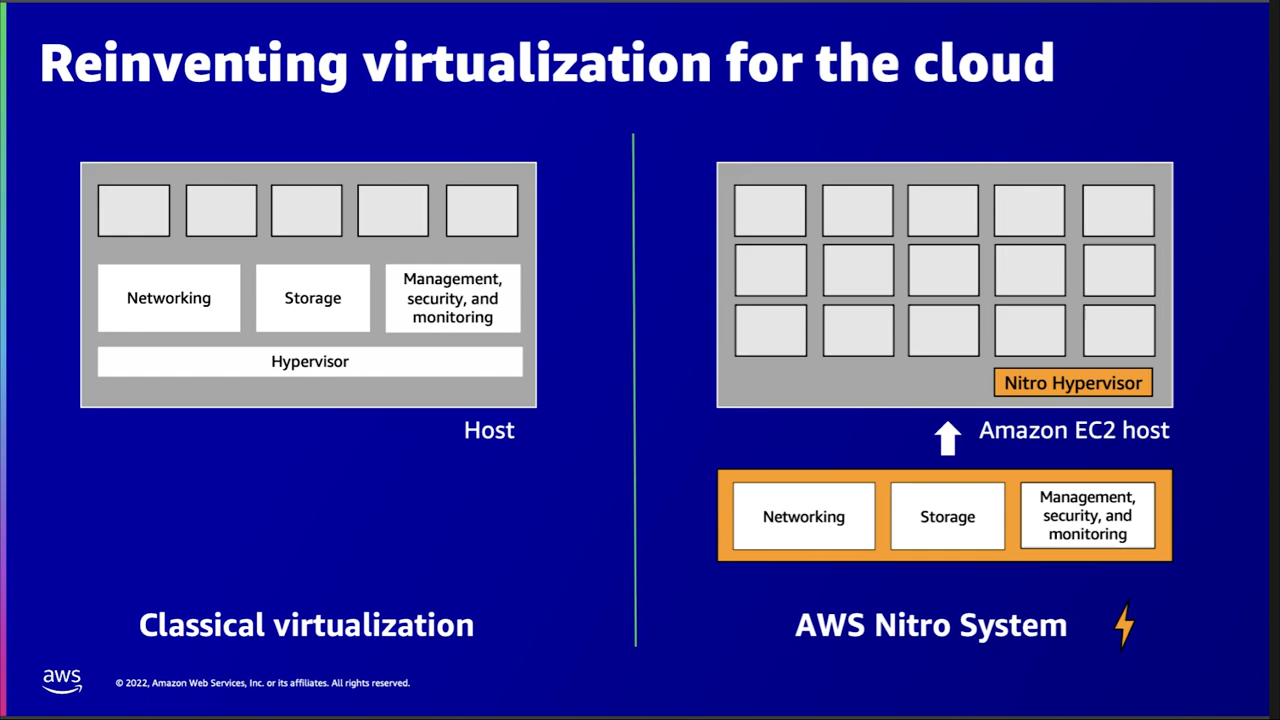 Reinventing virtualization for the cloud
Networking
Storage
Management,
security, and
monitoring
Hypervisor
Host
Classical virtualization
Nitro Hypervisor
Amazon EC2 host
Networking
Storage
Management,
security, and
monitoring
AWS Nitro System
aws
© 2022, Amazon Web Services, Inc. or its affiliates. All rights reserved.